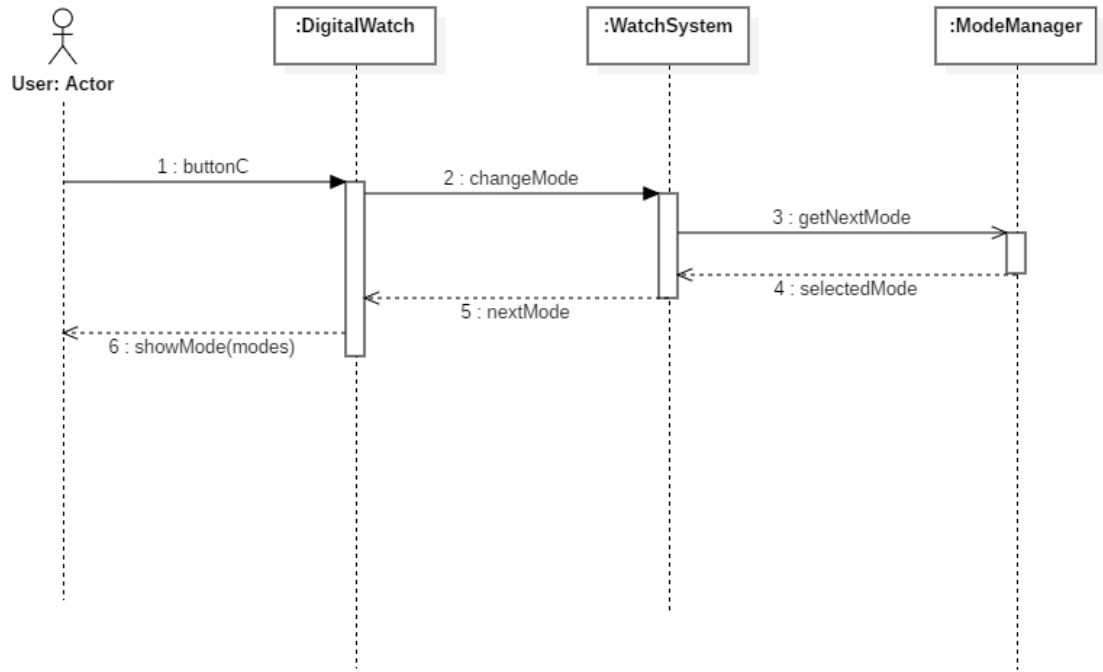 :DigitalWatch
:WatchSystem
:ModeManager
User: Actor
1 : buttonC
2 : changeMode
3 : getNextMode
4 : selectedMode
5 : nextMode
6 : showMode(modes)